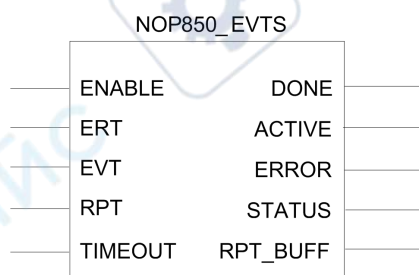 NOP850_EVTS
ENABLE DONE
ERT ACTIVE
EVT ERROR
RPT STATUS
TIMEOUT RPT_BUFF